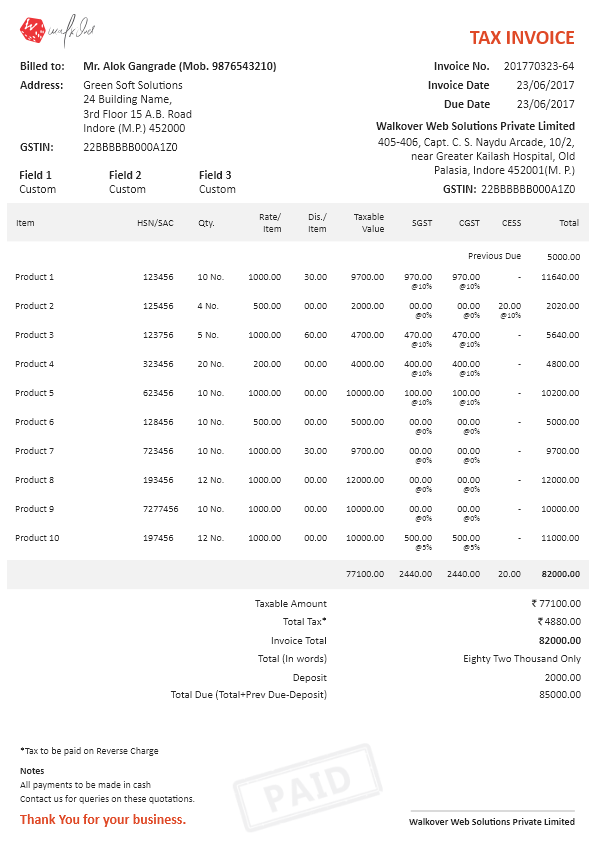 walkover
TAX INVOICE
Billed to: Mr. Alok Gangrade (Mob. 9876543210)
Invoice No. 201770323-64
Address: Green Soft Solutions
24 Building Name,
3rd Floor 15 A.B. Road
Indore (M.P.) 452000
Invoice Date 23/06/2017
Due Date 23/06/2017
Walkover Web Solutions Private Limited
405-406, Capt. C. S. Naydu Arcade, 10/2,
near Greater Kailash Hospital, Old
Palasia, Indore 452001(M. P.)
GSTIN: 22BBBBBB000A1Z0
GSTIN: 22BBBBBB000A1Z0
Field 1 Field 2 Field 3
Custom Custom Custom
Item HSN/SAC Qty. Rate/ Item Dis./ Item Taxable Value SGST CGST CESS Total
Previous Due 5000.00
Product 1 123456 10 No. 1000.00 30.00 9700.00 970.00 970.00 - 11640.00
@10% @10%
Product 2 125456 4 No. 500.00 00.00 2000.00 00.00 00.00 20.00 2020.00
@0% @0% @10%
Product 3 123756 5 No. 1000.00 60.00 4700.00 470.00 470.00 - 5640.00
@10% @10%
Product 4 323456 20 No. 200.00 00.00 4000.00 400.00 400.00 - 4800.00
@10% @10%
Product 5 623456 10 No. 1000.00 00.00 10000.00 100.00 100.00 - 10200.00
@10% @10%
Product 6 128456 10 No. 500.00 00.00 5000.00 00.00 00.00 - 5000.00
@0% @0%
Product 7 723456 10 No. 1000.00 30.00 9700.00 00.00 00.00 - 9700.00
@0% @0%
Product 8 193456 12 No. 1000.00 00.00 12000.00 00.00 00.00 - 12000.00
@0% @0%
Product 9 7277456 10 No. 1000.00 00.00 10000.00 00.00 00.00 - 10000.00
@0% @0%
Product 10 197456 12 No. 1000.00 00.00 10000.00 500.00 500.00 - 11000.00
@5% @5%
77100.00 2440.00 2440.00 20.00 82000.00
Taxable Amount ₹ 77100.00
Total Tax* ₹ 4880.00
Invoice Total 82000.00
Total (In words) Eighty Two Thousand Only
Deposit 2000.00
Total Due (Total+Prev Due-Deposit) 85000.00
*Tax to be paid on Reverse Charge
Notes
All payments to be made in cash
Contact us for queries on these quotations.
PAID
Thank You for your business.
Walkover Web Solutions Private Limited